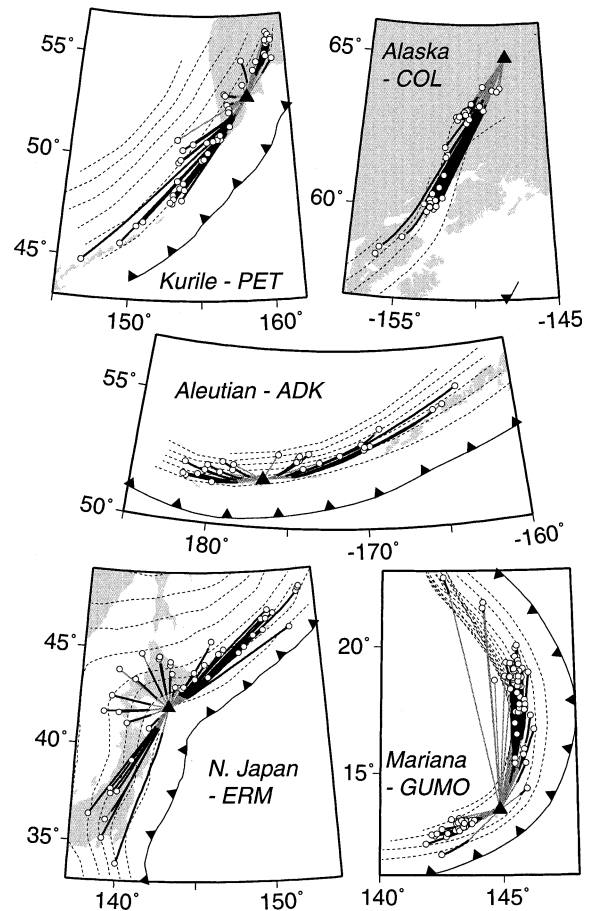 55°
50°
45°
150°
160°
Kurile - PET
65°
60°
-155°
-145°
Alaska
- COL
55°
50°
180°
-170°
-160°
Aleutian - ADK
45°
40°
35°
140°
150°
N. Japan
- ERM
20°
15°
140°
145°
Mariana
- GUMO